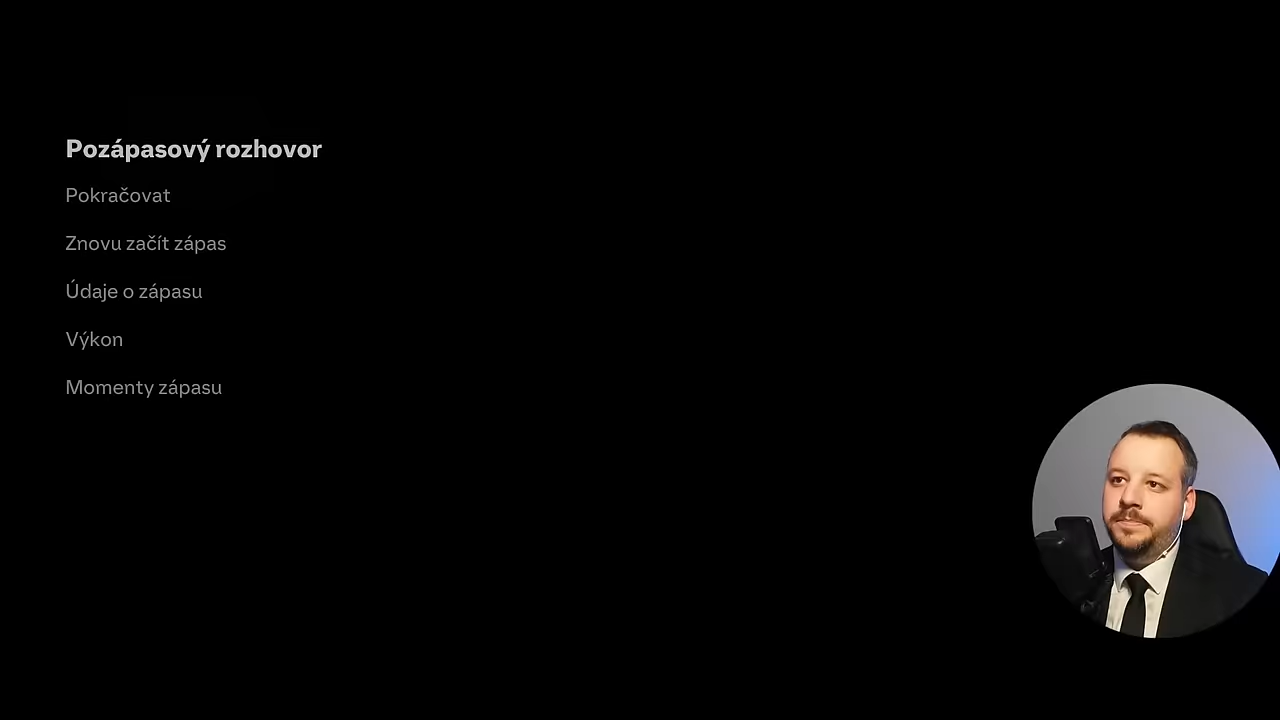 Pozápasový rozhovor
Pokračovat
Znovu začít zápas
Údaje o zápasu
Výkon
Momenty zápasu